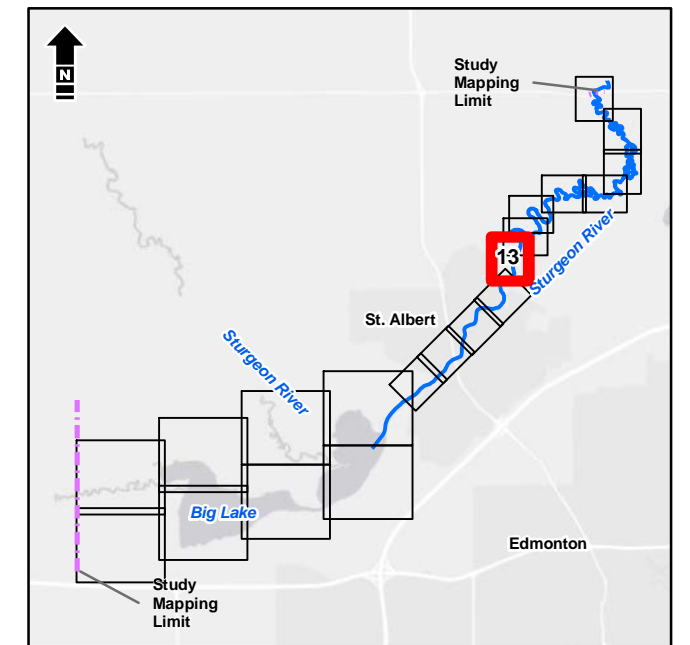 N
Study
Mapping
Limit
13
Sturgeon River
St. Albert
Sturgeon River
Big Lake
Edmonton
Study
Mapping
Limit